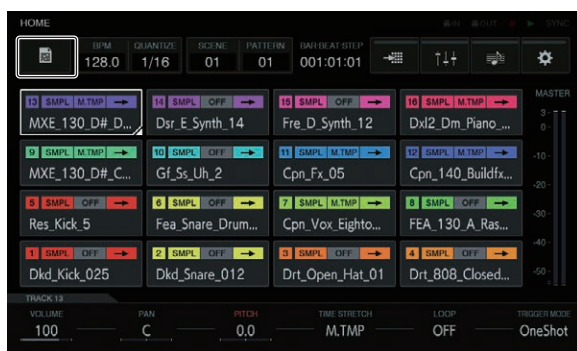 HOME IN OUT SYNC
BPM QUANTIZE SCENE PATTERN BAR·BEAT·STEP
128.0 1/16 01 01 001:01:01
MASTER
13 SMPL M.TMP 14 SMPL OFF 15 SMPL OFF 16 SMPL M.TMP
MXE_130_D#_D... Dsr_E_Synth_14 Fre_D_Synth_12 Dxl2_Dm_Piano_...
3
0
9 SMPL M.TMP 10 SMPL OFF 11 SMPL OFF 12 SMPL M.TMP
MXE_130_D#_C... Gf_Ss_Uh_2 Cpn_Fx_05 Cpn_140_Buildfx...
-10
-20
5 SMPL OFF 6 SMPL OFF 7 SMPL M.TMP 8 SMPL OFF
Res_Kick_5 Fea_Snare_Drum... Cpn_Vox_Eighto... FEA_130_A_Ras...
-30
-40
1 SMPL OFF 2 SMPL OFF 3 SMPL OFF 4 SMPL OFF
Dkd_Kick_025 Dkd_Snare_012 Drt_Open_Hat_01 Drt_808_Closed...
-50
TRACK 13
VOLUME PAN PITCH TIME STRETCH LOOP TRIGGER MODE
100 C 0.0 M.TMP OFF OneShot